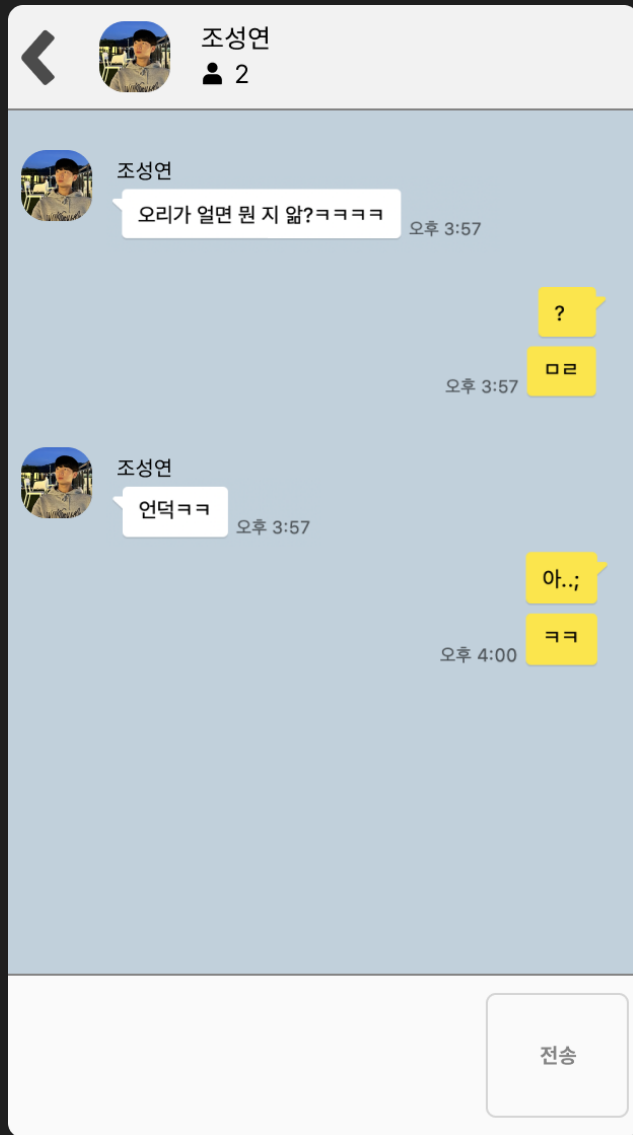 조성연
2
조성연
오리가 얼면 뭔 지 앎?ㅋㅋㅋㅋ
오후 3:57
?
ㅁㄹ
오후 3:57
조성연
언덕ㅋㅋ
오후 3:57
아..;
ㅋㅋ
오후 4:00
전송